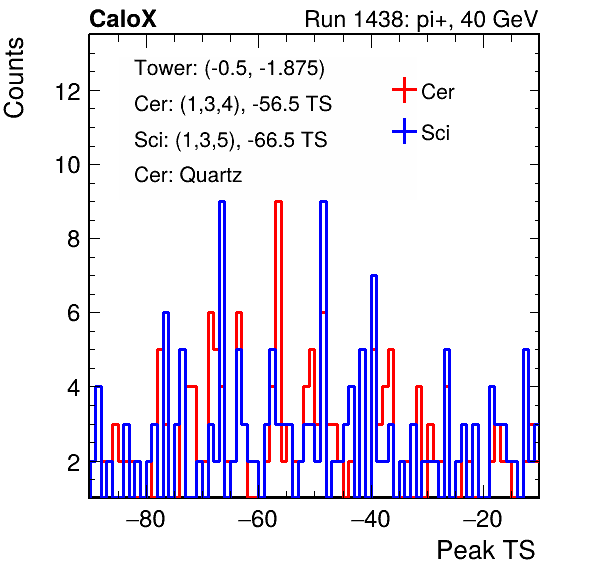 CaloX Run 1438: pi+, 40 GeV
Counts
Tower: (-0.5, -1.875)
Cer: (1,3,4), -56.5 TS
Sci: (1,3,5), -66.5 TS
Cer: Quartz
Cer
Sci
12
10
8
6
4
2
−80 −60 −40 −20
Peak TS